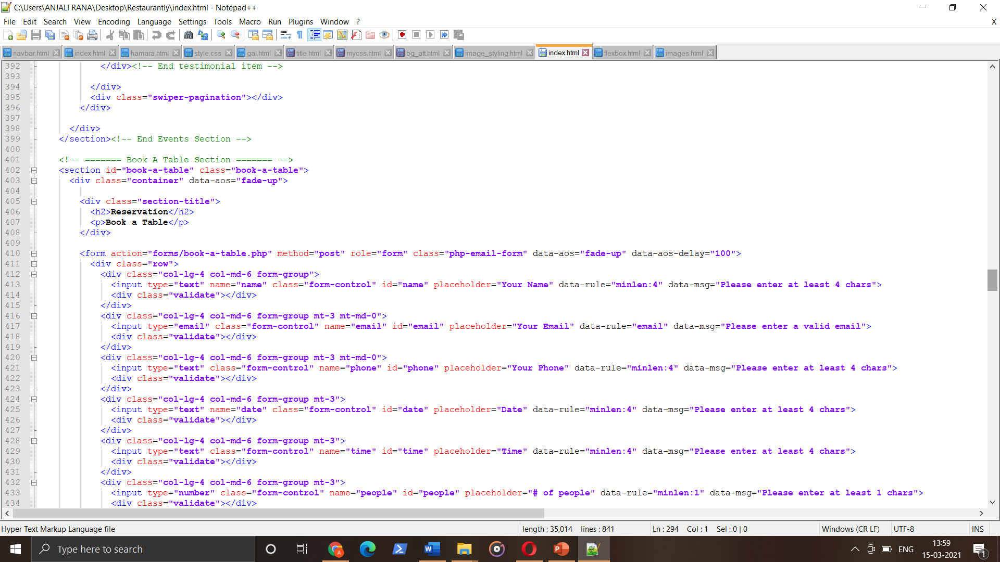 C:\Users\ANJALI RANA\Desktop\Restaurantly\index.html - Notepad++
File Edit Search View Encoding Language Settings Tools Macro Run Plugins Window ? X
navbar.html index.html hamara.html style.css gal.html title.html mycss.html bg_att.html image_styling.html index.html flexbox.html images.html
392 </div><!-- End testimonial item -->
393
394 </div>
395 <div class="swiper-pagination"></div>
396 </div>
397
398 </div>
399 </section><!-- End Events Section -->
400
401 <!-- ======= Book A Table Section ======= -->
402 <section id="book-a-table" class="book-a-table">
403 <div class="container" data-aos="fade-up">
404
405 <div class="section-title">
406 <h2>Reservation</h2>
407 <p>Book a Table</p>
408 </div>
409
410 <form action="forms/book-a-table.php" method="post" role="form" class="php-email-form" data-aos="fade-up" data-aos-delay="100">
411 <div class="row">
412 <div class="col-lg-4 col-md-6 form-group">
413 <input type="text" name="name" class="form-control" id="name" placeholder="Your Name" data-rule="minlen:4" data-msg="Please enter at least 4 chars">
414 <div class="validate"></div>
415 </div>
416 <div class="col-lg-4 col-md-6 form-group mt-3 mt-md-0">
417 <input type="email" class="form-control" name="email" id="email" placeholder="Your Email" data-rule="email" data-msg="Please enter a valid email">
418 <div class="validate"></div>
419 </div>
420 <div class="col-lg-4 col-md-6 form-group mt-3 mt-md-0">
421 <input type="text" class="form-control" name="phone" id="phone" placeholder="Your Phone" data-rule="minlen:4" data-msg="Please enter at least 4 chars">
422 <div class="validate"></div>
423 </div>
424 <div class="col-lg-4 col-md-6 form-group mt-3">
425 <input type="text" name="date" class="form-control" id="date" placeholder="Date" data-rule="minlen:4" data-msg="Please enter at least 4 chars">
426 <div class="validate"></div>
427 </div>
428 <div class="col-lg-4 col-md-6 form-group mt-3">
429 <input type="text" class="form-control" name="time" id="time" placeholder="Time" data-rule="minlen:4" data-msg="Please enter at least 4 chars">
430 <div class="validate"></div>
431 </div>
432 <div class="col-lg-4 col-md-6 form-group mt-3">
433 <input type="number" class="form-control" name="people" id="people" placeholder="# of people" data-rule="minlen:1" data-msg="Please enter at least 1 chars">
434 <div class="validate"></div>
Hyper Text Markup Language file length : 35,014 lines : 841 Ln : 294 Col : 1 Sel : 0 | 0 Windows (CR LF) UTF-8 INS
Type here to search
ENG
13:59
15-03-2021
1